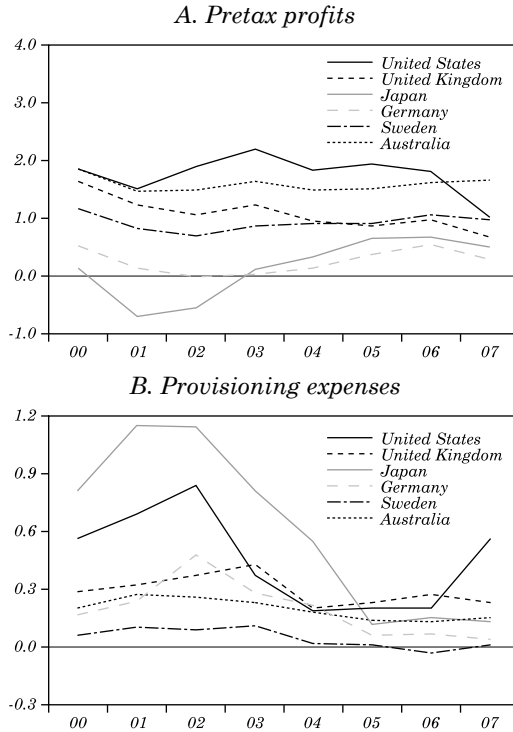 A. Pretax profits
4.0
3.0
2.0
1.0
0.0
-1.0
United States
United Kingdom
Japan
Germany
Sweden
Australia
00 01 02 03 04 05 06 07
B. Provisioning expenses
1.2
0.9
0.6
0.3
0.0
-0.3
United States
United Kingdom
Japan
Germany
Sweden
Australia
00 01 02 03 04 05 06 07